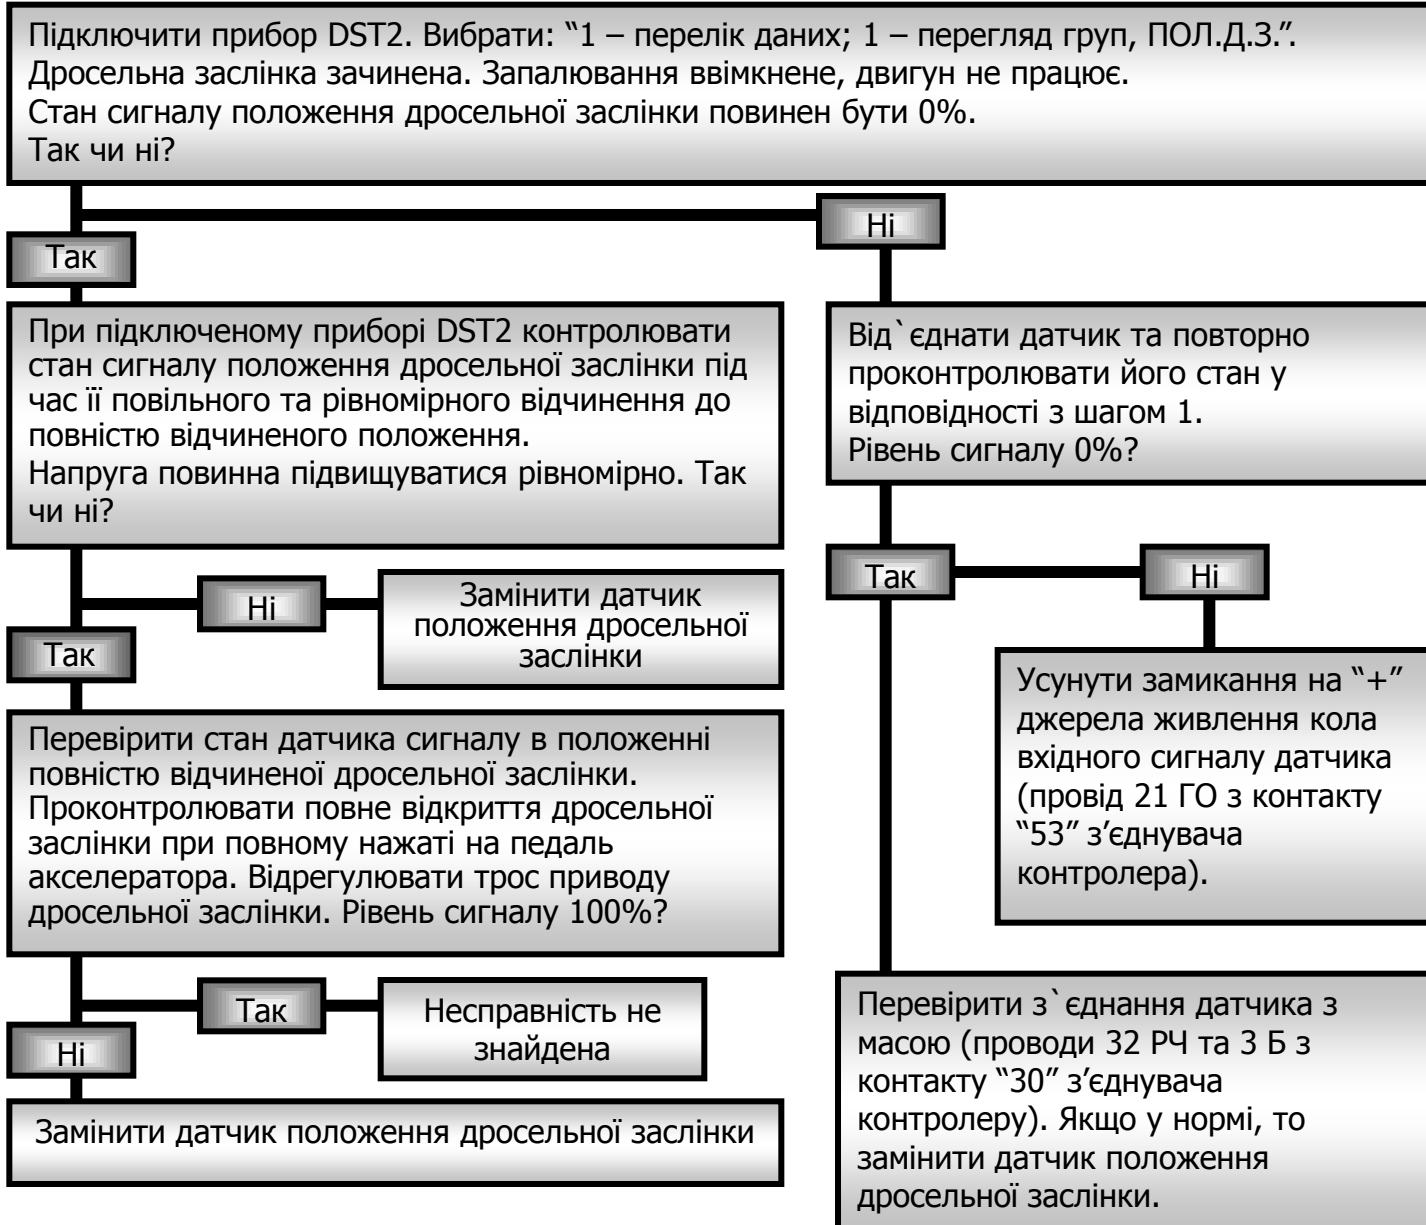 Підключити прибор DST2. Вибрати: “1 – перелік даних; 1 – перегляд груп, ПОЛ.Д.З.”.
Дросельна заслінка зачинена. Запалювання ввімкнене, двигун не працює.
Стан сигналу положення дросельної заслінки повинен бути 0%.
Так чи ні?
Ні
Так
При підключеному приборі DST2 контролювати
стан сигналу положення дросельної заслінки під
час її повільного та рівномірного відчинення до
повністю відчиненого положення.
Напруга повинна підвищуватися рівномірно. Так
чи ні?
Від`єднати датчик та повторно
проконтролювати його стан у
відповідності з шагом 1.
Рівень сигналу 0%?
Ні
Замінити датчик
положення дросельної
заслінки
Так
Так
Ні
Усунути замикання на “+”
джерела живлення кола
вхідного сигналу датчика
(провід 21 ГО з контакту
“53” з’єднувача
контролера).
Перевірити стан датчика сигналу в положенні
повністю відчиненої дросельної заслінки.
Проконтролювати повне відкриття дросельної
заслінки при повному нажаті на педаль
акселератора. Відрегулювати трос приводу
дросельної заслінки. Рівень сигналу 100%?
Так
Несправність не
знайдена
Ні
Замінити датчик положення дросельної заслінки
Перевірити з`єднання датчика з
масою (проводи 32 РЧ та 3 Б з
контакту “30” з’єднувача
контролеру). Якщо у нормі, то
замінити датчик положення
дросельної заслінки.